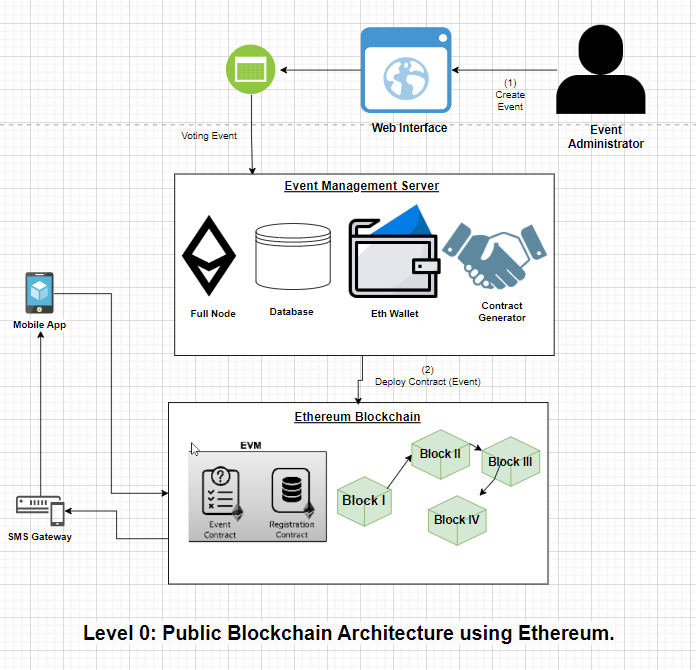 (1)
Create
Event
Web Interface
Event
Administrator
Voting Event
Event Management Server
Full Node
Database
Eth Wallet
Contract
Generator
Mobile App
(2)
Deploy Contract (Event)
Ethereum Blockchain
EVM
?
Event
Contract
Registration
Contract
Block I
Block II
Block III
Block IV
SMS Gateway
Level 0: Public Blockchain Architecture using Ethereum.